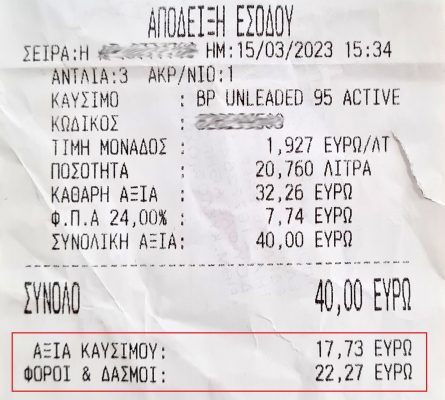 ΑΠΟΔΕΙΞΗ ΕΣΟΔΟΥ
ΣΕΙΡΑ:Η ΗΜ:15/03/2023 15:34
ΑΝΤΛΙΑ:3 ΑΚΡ/ΝΙΟ:1
ΚΑΥΣΙΜΟ : BP UNLEADED 95 ACTIVE
ΚΩΔΙΚΟΣ :
ΤΙΜΗ ΜΟΝΑΔΟΣ : 1,927 ΕΥΡΩ/ΛΤ
ΠΟΣΟΤΗΤΑ : 20,760 ΛΙΤΡΑ
ΚΑΘΑΡΗ ΑΞΙΑ : 32,26 ΕΥΡΩ
Φ.Π.Α 24,00% : 7,74 ΕΥΡΩ
ΣΥΝΟΛΙΚΗ ΑΞΙΑ: 40,00 ΕΥΡΩ
ΣΥΝΟΛΟ 40,00 ΕΥΡΩ
ΑΞΙΑ ΚΑΥΣΙΜΟΥ: 17,73 ΕΥΡΩ
ΦΟΡΟΙ & ΔΑΣΜΟΙ: 22,27 ΕΥΡΩ